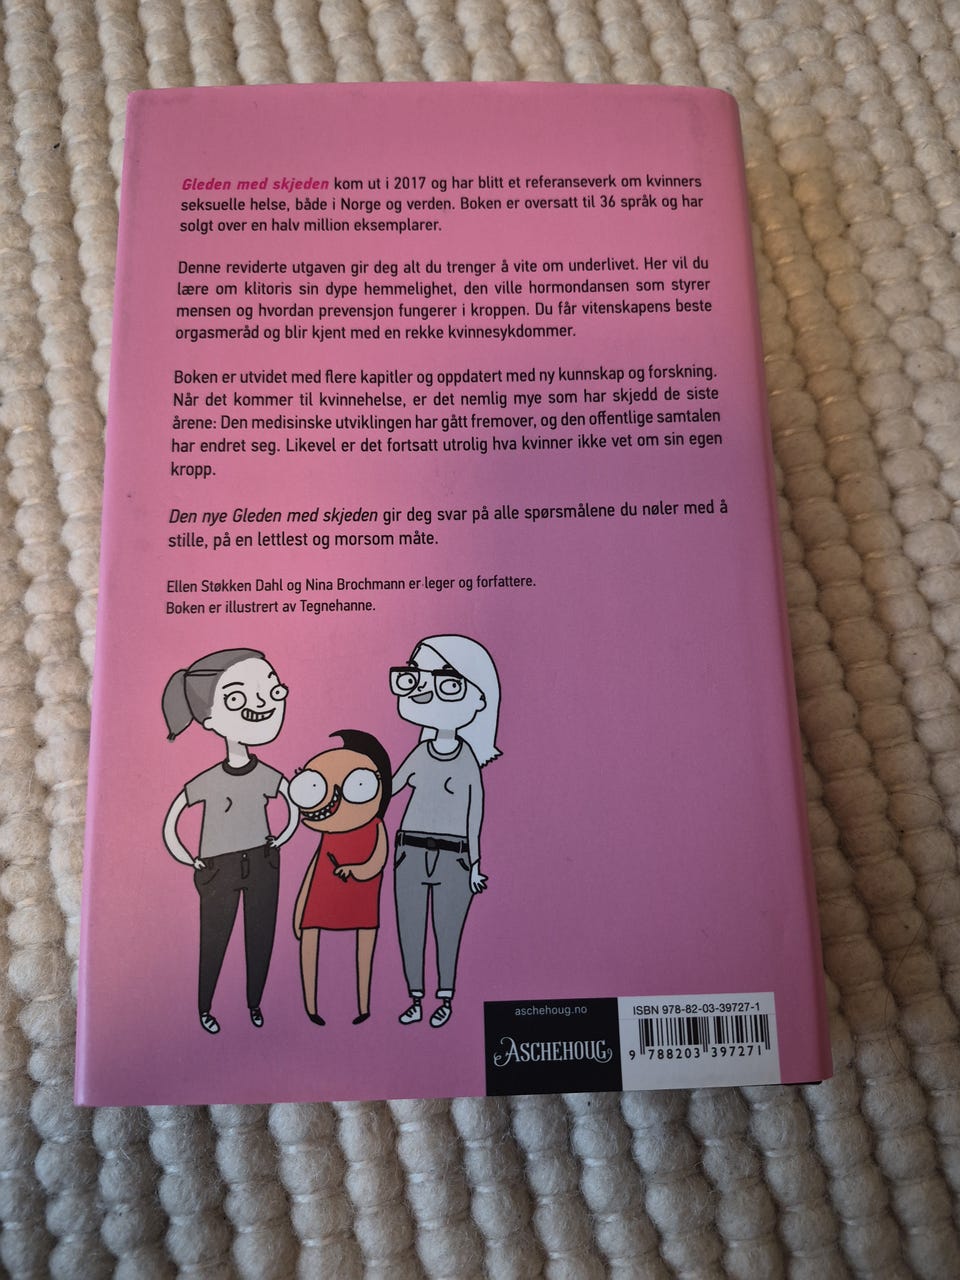 Gleden med skjeden kom ut i 2017 og har blitt et referanseverk om kvinners
seksuelle helse, både i Norge og verden. Boken er oversatt til 36 språk og har
solgt over en halv million eksemplarer.
Denne reviderte utgaven gir deg alt du trenger å vite om underlivet. Her vil du
lære om klitoris sin dype hemmelighet, den ville hormondansen som styrer
mensen og hvordan prevensjon fungerer i kroppen. Du får vitenskapens beste
orgasmeråd og blir kjent med en rekke kvinnesykdommer.
Boken er utvidet med flere kapitler og oppdatert med ny kunnskap og forskning.
Når det kommer til kvinnehelse, er det nemlig mye som har skjedd de siste
årene: Den medisinske utviklingen har gått fremover, og den offentlige samtalen
har endret seg. Likevel er det fortsatt utrolig hva kvinner ikke vet om sin egen
kropp.
Den nye Gleden med skjeden gir deg svar på alle spørsmålene du nøler med å
stille, på en lettlest og morsom måte.
Ellen Støkken Dahl og Nina Brochmann er leger og forfattere.
Boken er illustrert av Tegnehanne.
aschehoug.no
ASCHEHOUG
ISBN 978-82-03-39727-1
9 788203 397271